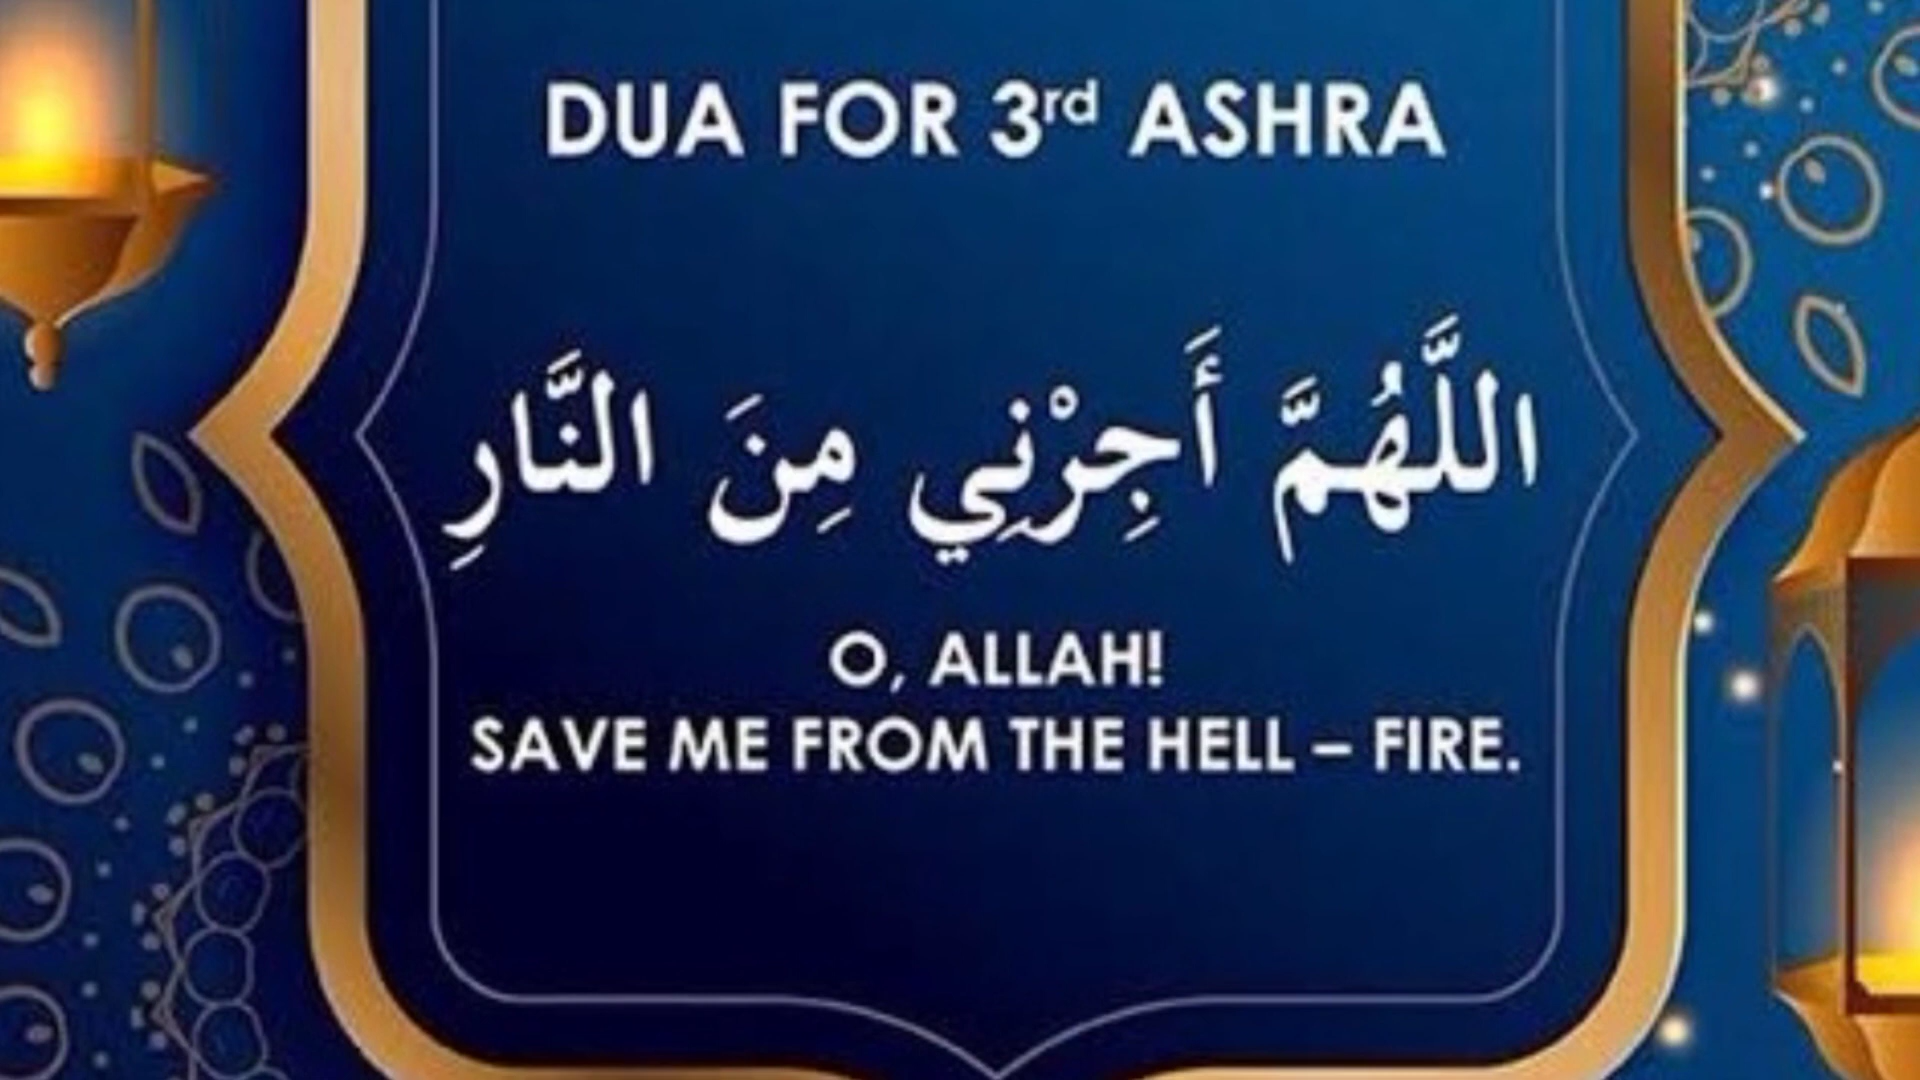 DUA FOR 3rd ASHRA
اللَّهُمَّ أَجِرْنِي مِنَ النَّارِ
O, ALLAH!
SAVE ME FROM THE HELL – FIRE.